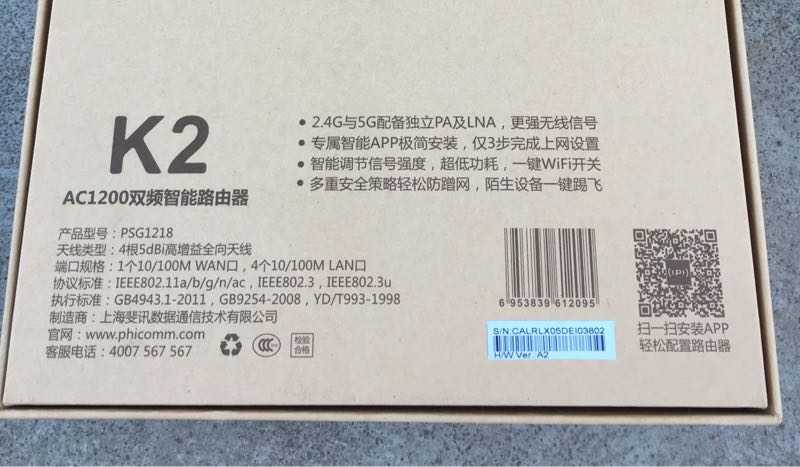 K2
AC1200双频智能路由器
• 2.4G与5G配备独立PA及LNA，更强无线信号
• 专属智能APP极简安装，仅3步完成上网设置
• 智能调节信号强度，超低功耗，一键WiFi开关
• 多重安全策略轻松防蹭网，陌生设备一键踢飞
产品型号：PSG1218
天线类型：4根5dBi高增益全向天线
端口规格：1个10/100M WAN口，4个10/100M LAN口
协议标准：IEEE802.11a/b/g/n/ac，IEEE802.3，IEEE802.3u
执行标准：GB4943.1-2011，GB9254-2008，YD/T993-1998
制造商：上海斐讯数据通信技术有限公司
官网：www.phicomm.com
客服电话：4007 567 567
CCC
检验
合格
6 953839 612095
S/N:CALRLX05DEI03802
H/W Ver. A2
扫一扫安装APP
轻松配置路由器